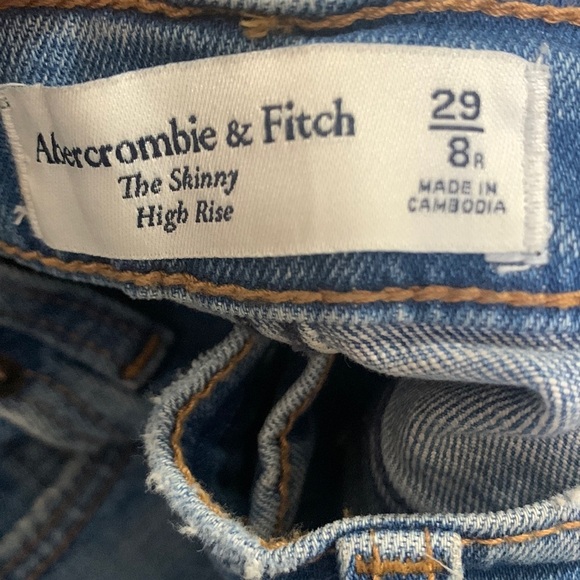 Abercrombie & Fitch
The Skinny
High Rise
29
8R
MADE IN
CAMBODIA